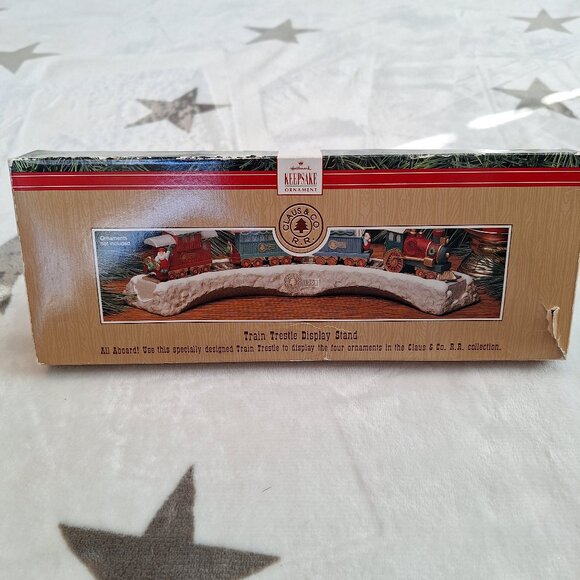 Hallmark
KEEPSAKE
ORNAMENT
CLAUS & CO.
R.R.
Ornaments
not included
Train Trestle Display Stand
All Aboard! Use this specially designed Train Trestle to display the four ornaments in the Claus & Co. R.R. collection.